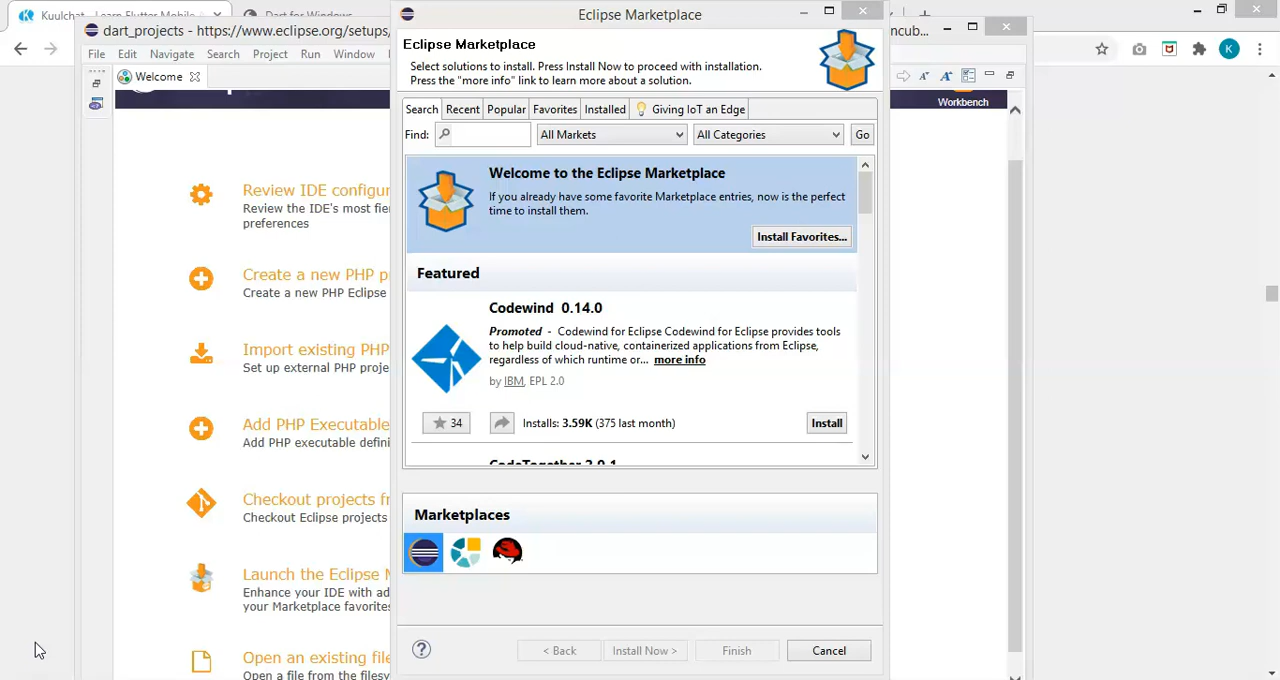 Kuulchat - Learn Flutter Mobile
Dart for Windows
dart_projects - https://www.eclipse.org/setups/
File Edit Navigate Search Project Run Window
Welcome
Workbench
Review IDE configur
Review the IDE's most fie
preferences
Create a new PHP p
Create a new PHP Eclipse
Import existing PHP
Set up external PHP proje
Add PHP Executable
Add PHP executable defini
Checkout projects fr
Checkout Eclipse projects
Launch the Eclipse M
Enhance your IDE with ad
your Marketplace favorites
Open an existing file
Open a file from the filesy
Eclipse Marketplace
Eclipse Marketplace
Select solutions to install. Press Install Now to proceed with installation.
Press the "more info" link to learn more about a solution.
Search Recent Popular Favorites Installed Giving IoT an Edge
Find: All Markets All Categories Go
Welcome to the Eclipse Marketplace
If you already have some favorite Marketplace entries, now is the perfect
time to install them.
Install Favorites...
Featured
Codewind 0.14.0
Promoted - Codewind for Eclipse Codewind for Eclipse provides tools
to help build cloud-native, containerized applications from Eclipse,
regardless of which runtime or... more info
by IBM, EPL 2.0
34 Installs: 3.59K (375 last month) Install
CodeTogether 2.0.1
Marketplaces
< Back Install Now > Finish Cancel
K